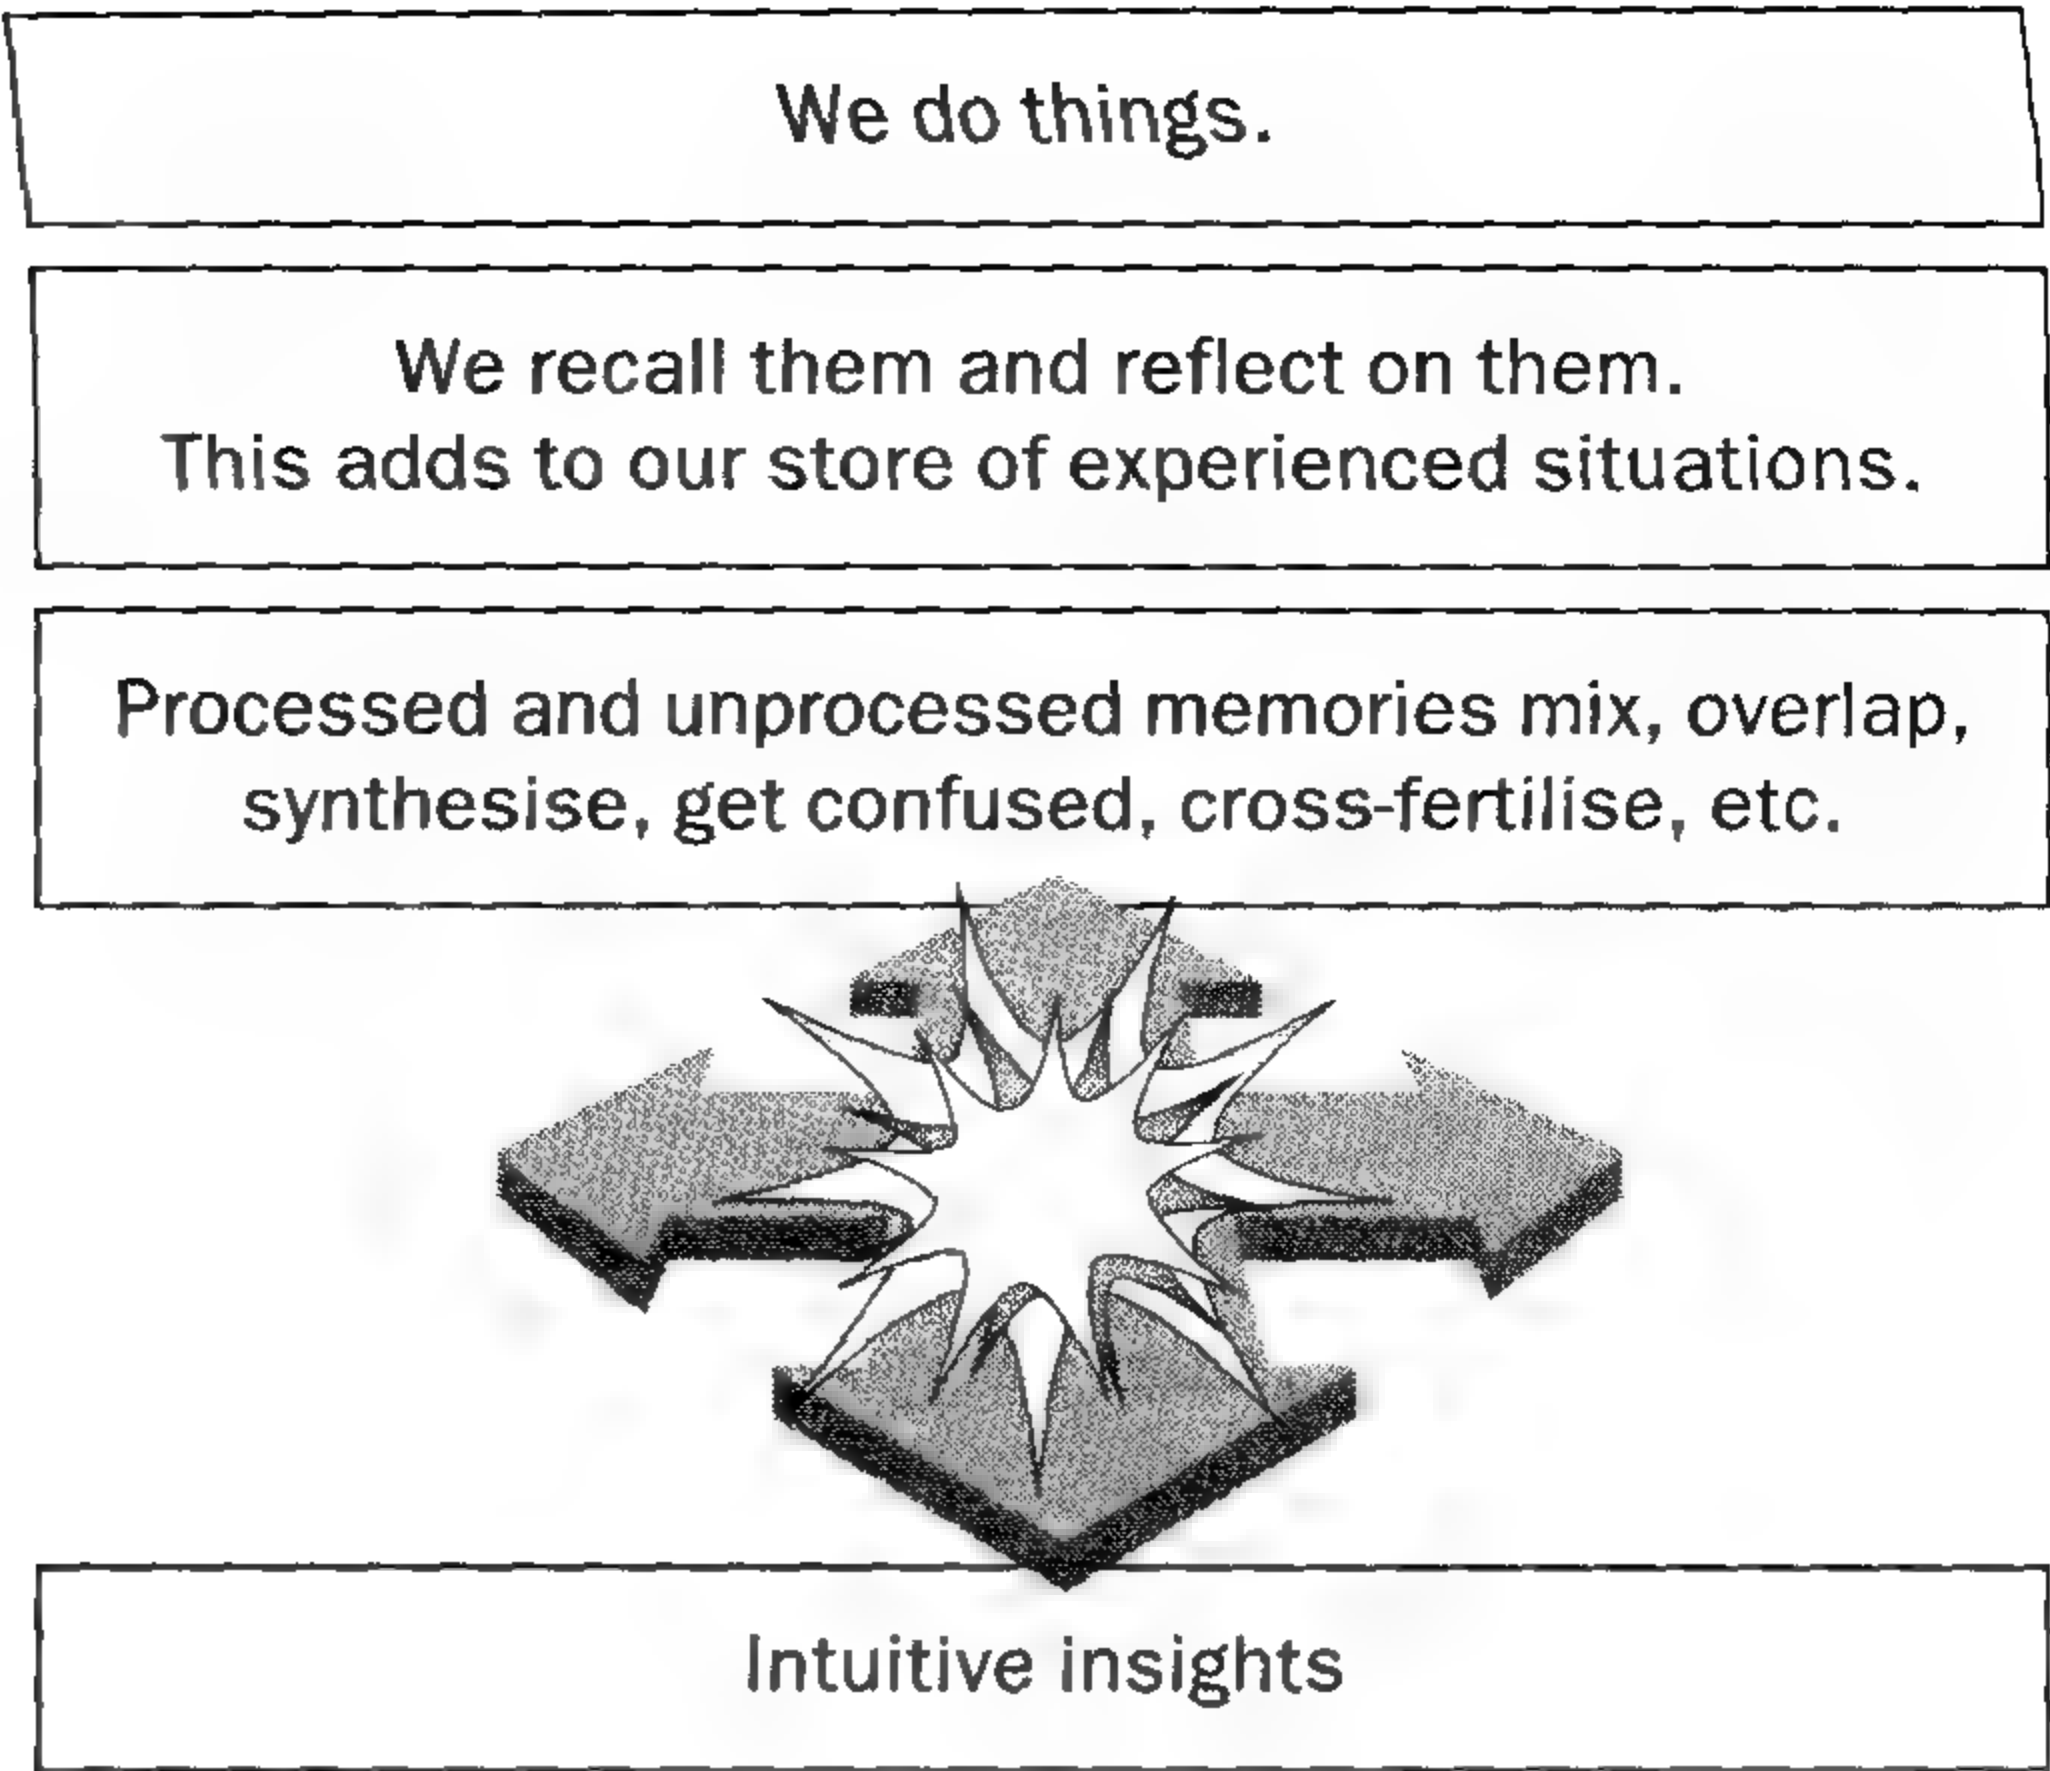 We do things.
We recall them and reflect on them.
This adds to our store of experienced situations.
Processed and unprocessed memories mix, overlap,
synthesise, get confused, cross-fertilise, etc.
Intuitive insights